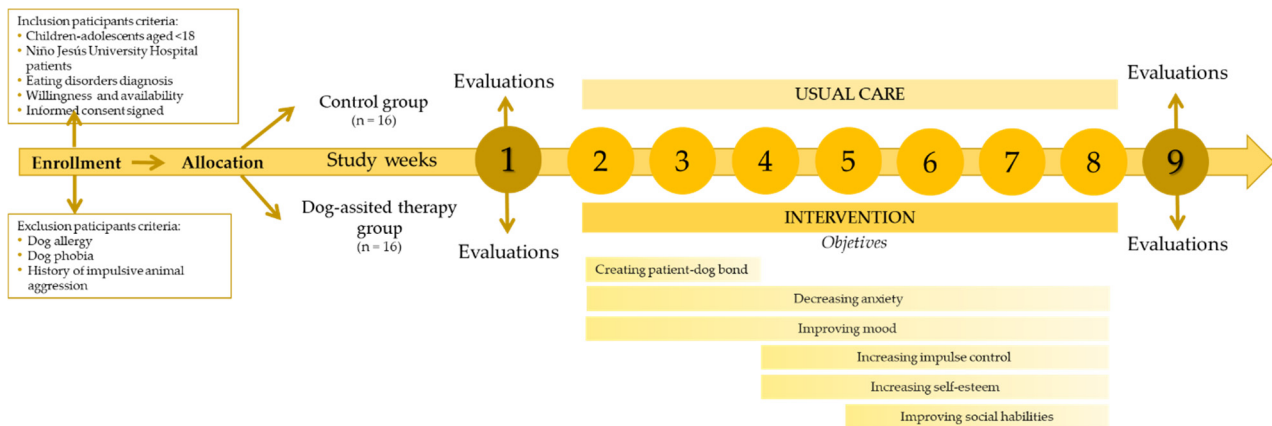 Inclusion paticipants criteria:
• Children-adolescents aged <18
• Niño Jesús University Hospital
patients
• Eating disorders diagnosis
• Willingness and availability
• Informed consent signed
Enrollment
Allocation
Exclusion paticipants criteria:
• Dog allergy
• Dog phobia
• History of impulsive animal
aggression
Control group
(n = 16)
Study weeks
Dog-assited therapy
group
(n = 16)
Evaluations
1
Evaluations
USUAL CARE
2 3 4 5 6 7 8
INTERVENTION
Objetives
Creating patient-dog bond
Decreasing anxiety
Improving mood
Increasing impulse control
Increasing self-esteem
Improving social habilities
Evaluations
9
Evaluations